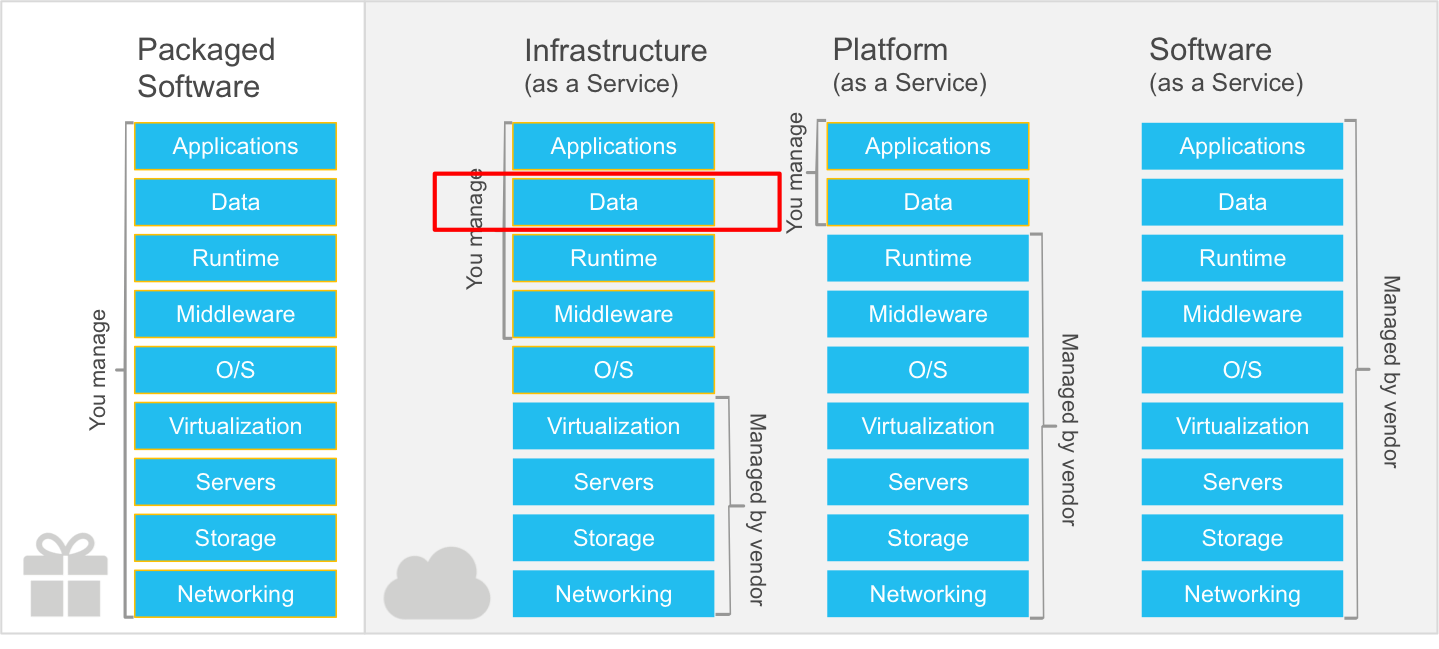 Packaged
Software
You manage
Applications
Data
Runtime
Middleware
O/S
Virtualization
Servers
Storage
Networking
Infrastructure
(as a Service)
You manage
Applications
Data
Runtime
Middleware
O/S
Virtualization
Servers
Storage
Networking
Managed by vendor
Platform
(as a Service)
You manage
Applications
Data
Runtime
Middleware
O/S
Virtualization
Servers
Storage
Networking
Managed by vendor
Software
(as a Service)
Applications
Data
Runtime
Middleware
O/S
Virtualization
Servers
Storage
Networking
Managed by vendor